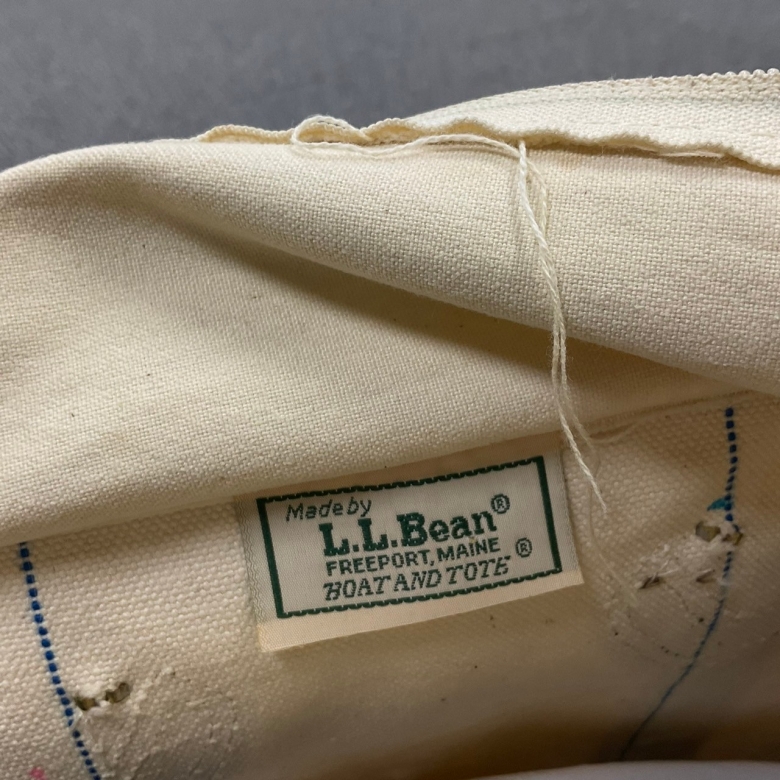 Made by
L.L.Bean®
FREEPORT, MAINE
BOAT AND TOTE®